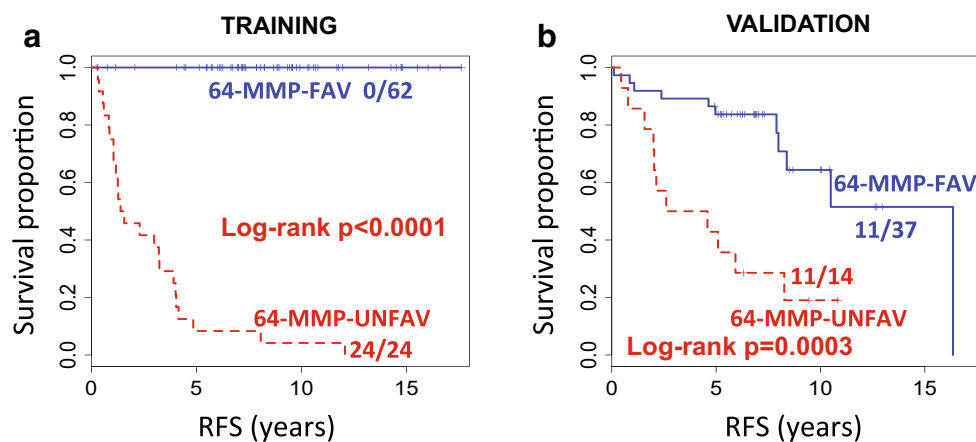 a
TRAINING
Survival proportion
1.0
0.8
0.6
0.4
0.2
0.0
64-MMP-FAV 0/62
Log-rank p<0.0001
64-MMP-UNFAV
24/24
0
5
10
15
RFS (years)
b
VALIDATION
Survival proportion
1.0
0.8
0.6
0.4
0.2
0.0
64-MMP-FAV
11/37
11/14
64-MMP-UNFAV
Log-rank p=0.0003
0
5
10
15
RFS (years)